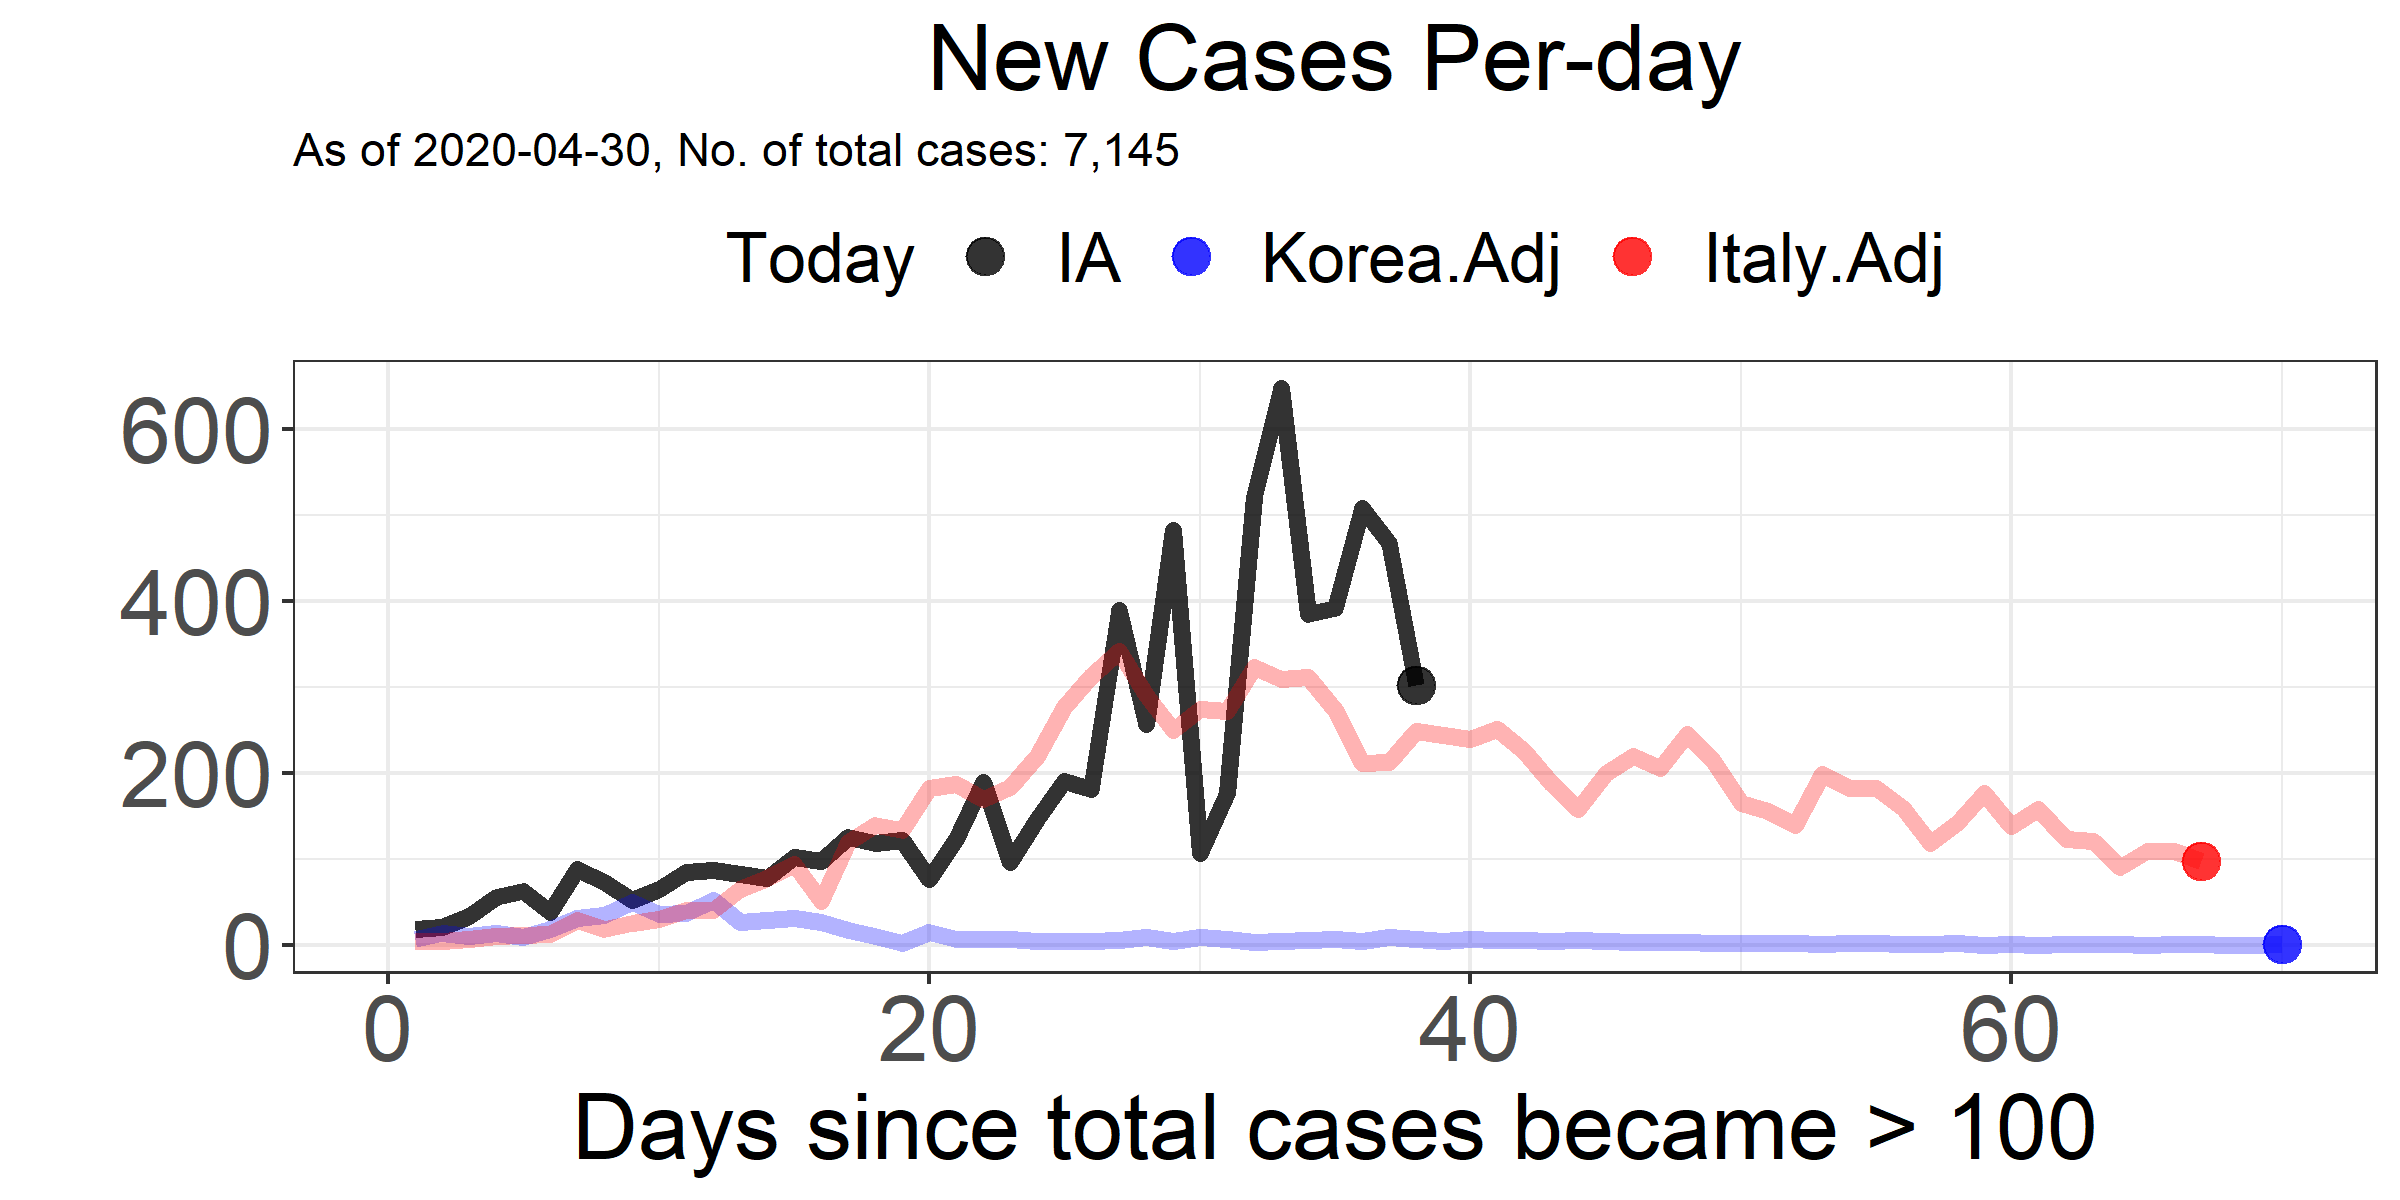 New Cases Per-day
As of 2020-04-30, No. of total cases: 7,145
Today IA Korea.Adj Italy.Adj
600
400
200
0
0 20 40 60
Days since total cases became > 100